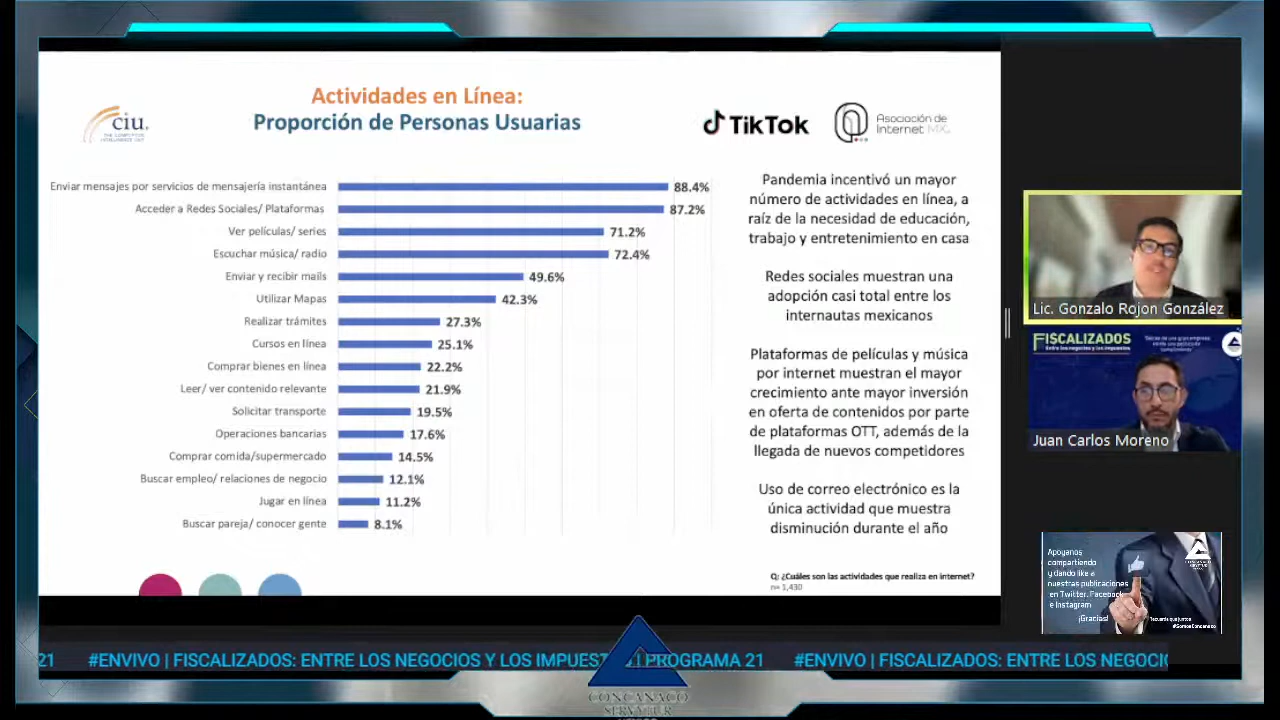 Actividades en Línea:
Proporción de Personas Usuarias
ciu.
TikTok
Asociación de
Internet MX.
Enviar mensajes por servicios de mensajería instantánea 88.4%
Acceder a Redes Sociales/ Plataformas 87.2%
Ver películas/ series 71.2%
Escuchar música/ radio 72.4%
Enviar y recibir mails 49.6%
Utilizar Mapas 42.3%
Realizar trámites 27.3%
Cursos en línea 25.1%
Comprar bienes en línea 22.2%
Leer/ ver contenido relevante 21.9%
Solicitar transporte 19.5%
Operaciones bancarias 17.6%
Comprar comida/supermercado 14.5%
Buscar empleo/ relaciones de negocio 12.1%
Jugar en línea 11.2%
Buscar pareja/ conocer gente 8.1%
Pandemia incentivó un mayor
número de actividades en línea, a
raíz de la necesidad de educación,
trabajo y entretenimiento en casa
Redes sociales muestran una
adopción casi total entre los
internautas mexicanos
Plataformas de películas y música
por internet muestran el mayor
crecimiento ante mayor inversión
en oferta de contenidos por parte
de plataformas OTT, además de la
llegada de nuevos competidores
Uso de correo electrónico es la
única actividad que muestra
disminución durante el año
Q: ¿Cuáles son las actividades que realiza en internet?
n= 1,430
Lic. Gonzalo Rojon González
FISCALIZADOS
Entre los negocios y los impuestos
Juan Carlos Moreno
Apoyanos
compartiendo
y dando like a
nuestras publicaciones
en Twitter, Facebook
e Instagram
¡Gracias!
#SomosConcanaco
21 #ENVIVO | FISCALIZADOS: ENTRE LOS NEGOCIOS Y LOS IMPUES PROGRAMA 21 #ENVIVO | FISCALIZADOS: ENTRE LOS NEGOCIO
CONCANACO
SERVYTUR